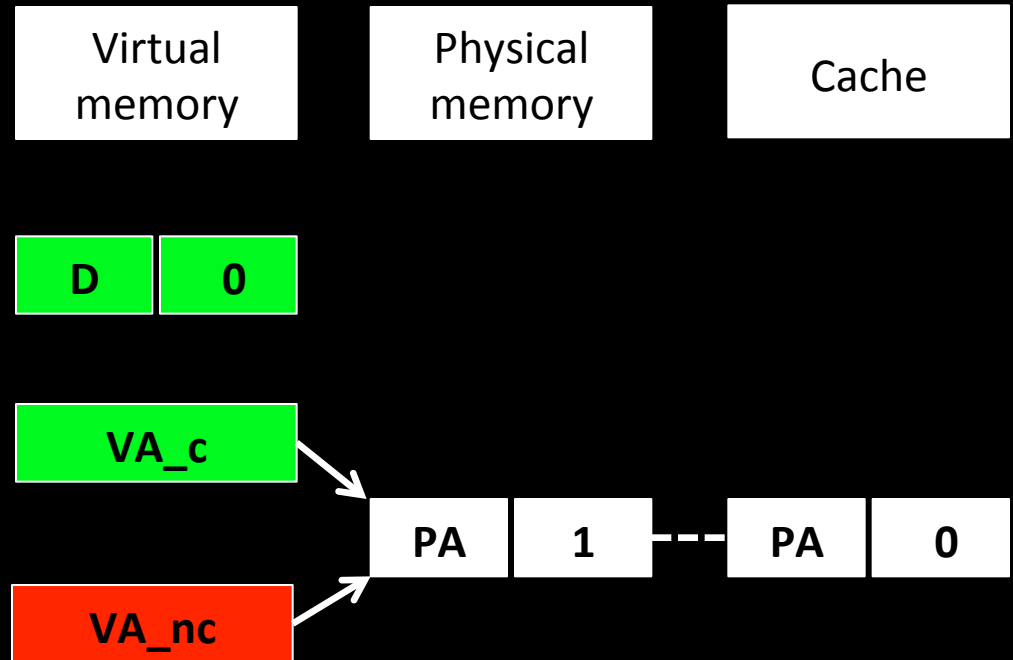 Virtual
memory
Physical
memory
Cache
D 0
VA_c
PA 1 PA 0
VA_nc